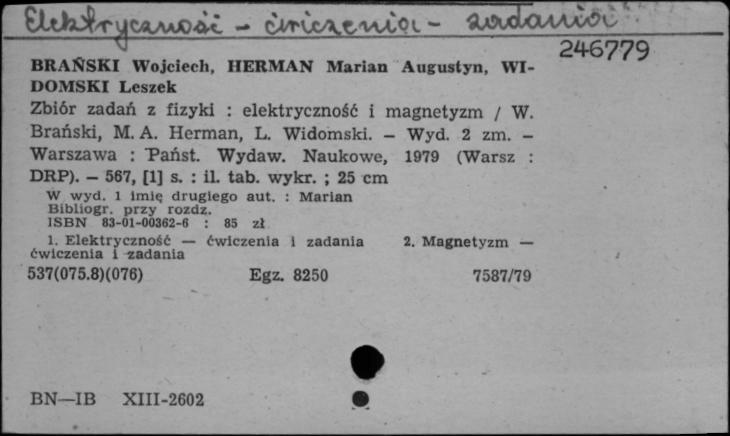 Elektryczność - ćwiczenia - zadania
246779
BRAŃSKI Wojciech, HERMAN Marian Augustyn, WI-
DOMSKI Leszek
Zbiór zadań z fizyki : elektryczność i magnetyzm / W.
Brański, M. A. Herman, L. Widomski. — Wyd. 2 zm. —
Warszawa : Państ. Wydaw. Naukowe, 1979 (Warsz :
DRP). — 567, [1] s. : il. tab. wykr. ; 25 cm
W wyd. 1 imię drugiego aut. : Marian
Bibliogr. przy rozdz.
ISBN 83-01-00362-6 : 85 zł
1. Elektryczność — ćwiczenia i zadania 2. Magnetyzm —
ćwiczenia i zadania
537(075.8)(076) Egz. 8250 7587/79
BN—IB XIII-2602